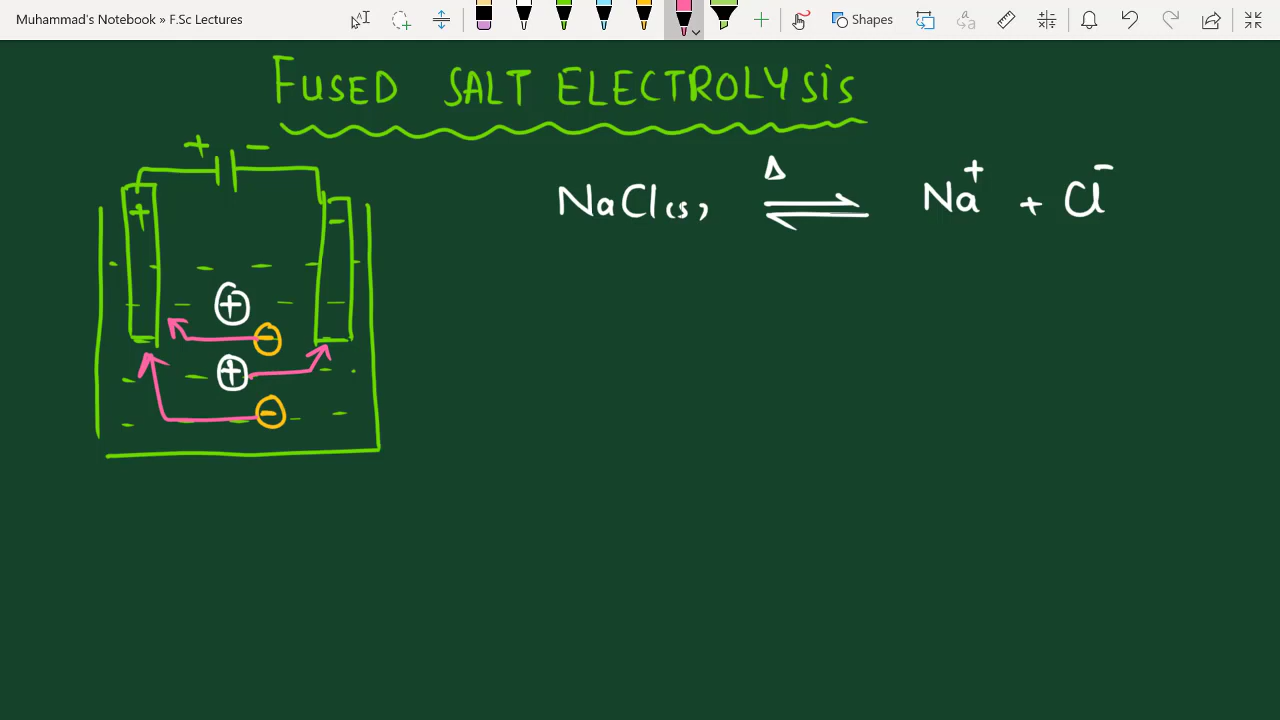 Muhammad's Notebook » F.Sc Lectures
Shapes
FUSED SALT ELECTROLYSIS
+ −
+ −
NaCl(s) Δ ⇌ Na⁺ + Cl⁻
+
−
+
−